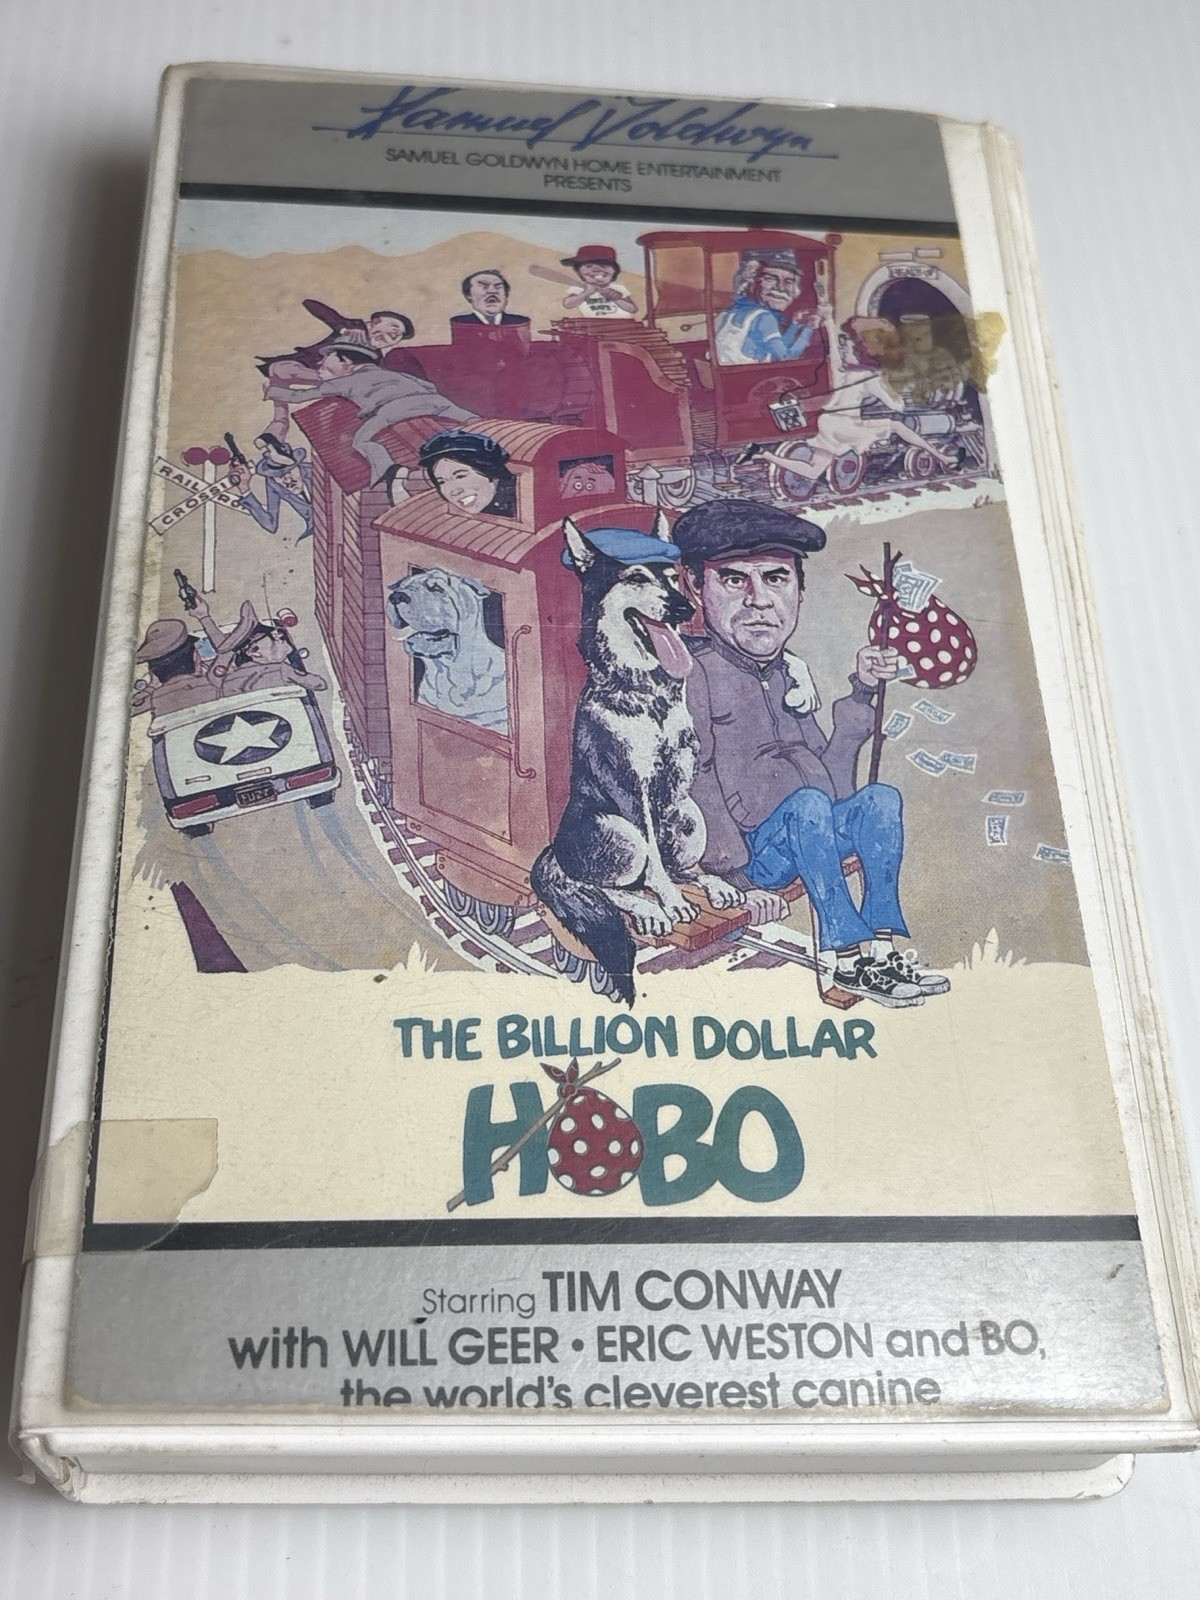 Samuel Goldwyn
SAMUEL GOLDWYN HOME ENTERTAINMENT
PRESENTS
RAIL
CROSSI
THE BILLION DOLLAR
HOBO
Starring TIM CONWAY
with WILL GEER • ERIC WESTON and BO,
the world's cleverest canine